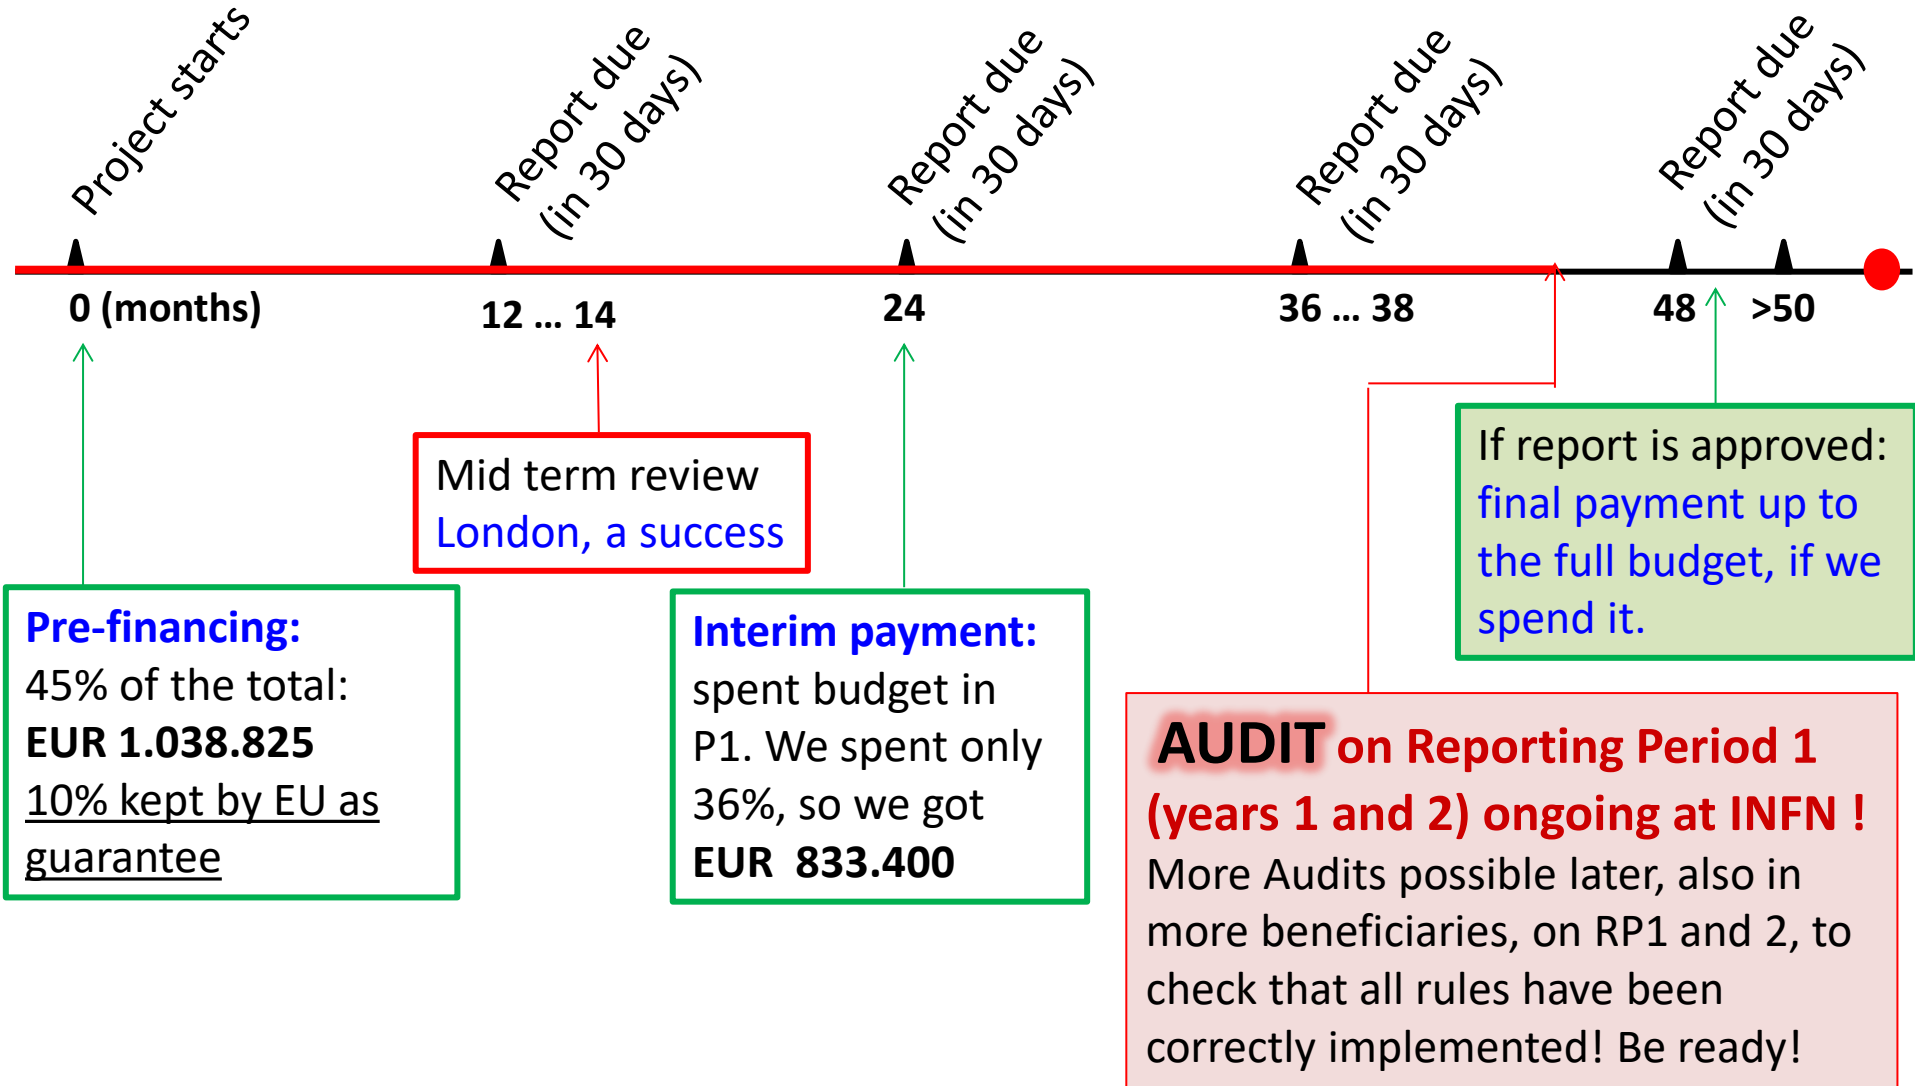 Project starts
Report due
(in 30 days)
Report due
(in 30 days)
Report due
(in 30 days)
Report due
(in 30 days)
0 (months)
12 ... 14
24
36 ... 38
48
>50
Mid term review
London, a success
If report is approved:
final payment up to
the full budget, if we
spend it.
Pre-financing:
45% of the total:
EUR 1.038.825
10% kept by EU as
guarantee
Interim payment:
spent budget in
P1. We spent only
36%, so we got
EUR 833.400
AUDIT on Reporting Period 1
(years 1 and 2) ongoing at INFN !
More Audits possible later, also in
more beneficiaries, on RP1 and 2, to
check that all rules have been
correctly implemented! Be ready!